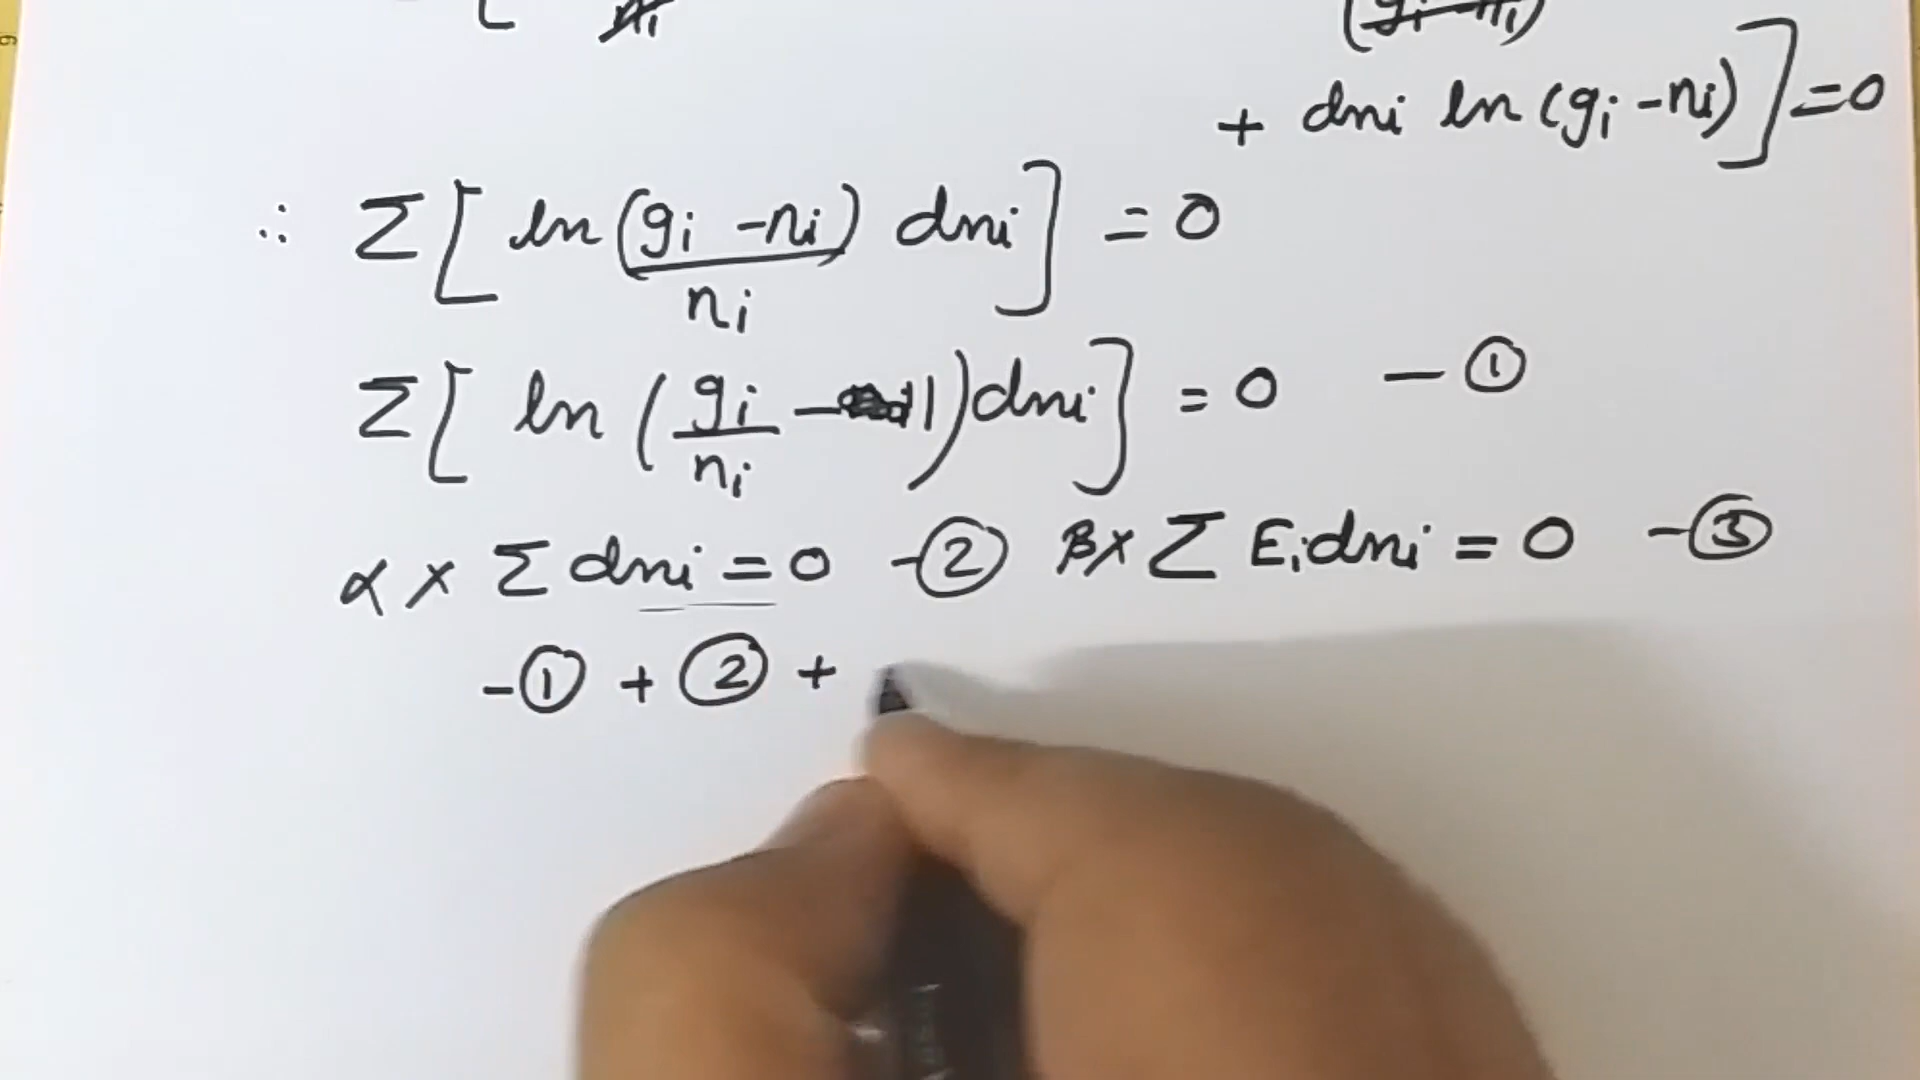 + dni ln (gi - ni) ] = 0
∴ Σ [ ln (gi - ni)/ni dni ] = 0
Σ [ ln (gi/ni - 1) dni ] = 0 - ①
α × Σ dni = 0 - ② β × Σ Ei dni = 0 - ③
- ① + ② +